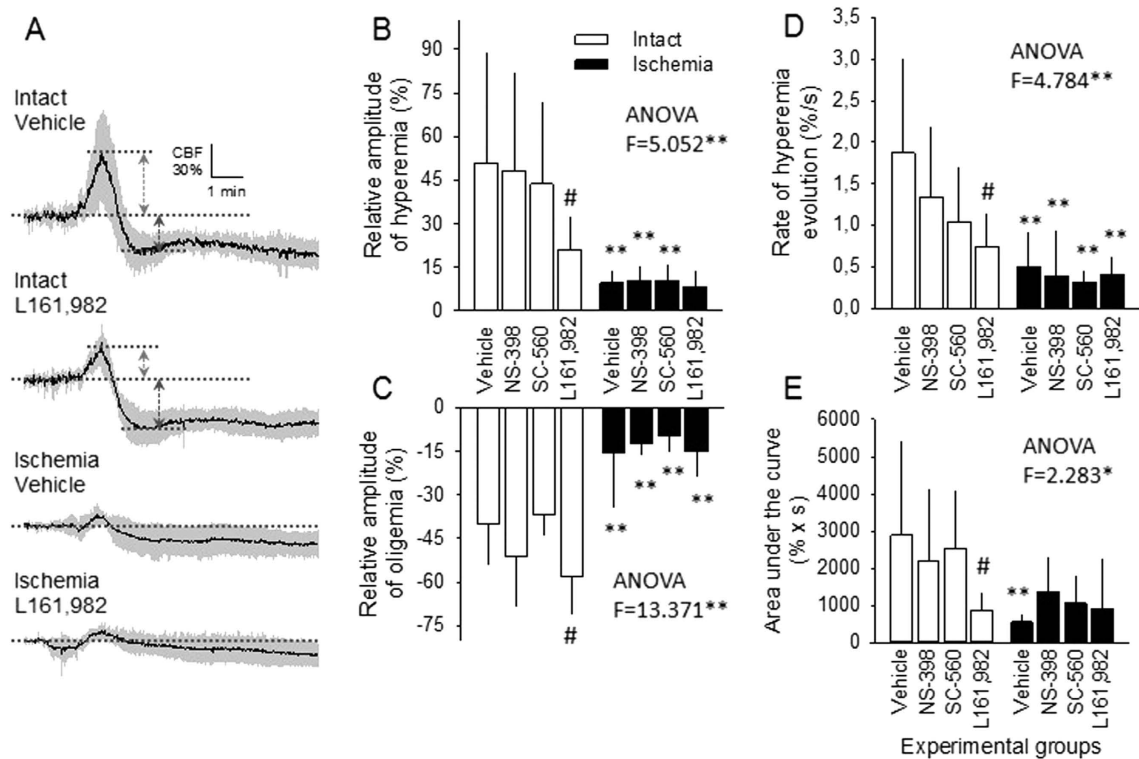 A
Intact
Vehicle
CBF
30%
1 min
Intact
L161,982
Ischemia
Vehicle
Ischemia
L161,982
B
Relative amplitude
of hyperemia (%)
90
75
60
45
30
15
0
Intact
Ischemia
ANOVA
F=5.052**
#
** ** **
Vehicle
NS-398
SC-560
L161,982
Vehicle
NS-398
SC-560
L161,982
C
Relative amplitude
of oligemia (%)
0
-15
-30
-45
-60
-75
** ** ** **
#
ANOVA
F=13.371**
D
Rate of hyperemia
evolution (%/s)
3,5
3,0
2,5
2,0
1,5
1,0
0,5
0,0
ANOVA
F=4.784**
#
** ** ** **
Vehicle
NS-398
SC-560
L161,982
Vehicle
NS-398
SC-560
L161,982
E
Area under the curve
(% x s)
6000
5000
4000
3000
2000
1000
0
ANOVA
F=2.283*
#
**
Vehicle
NS-398
SC-560
L161,982
Vehicle
NS-398
SC-560
L161,982
Experimental groups